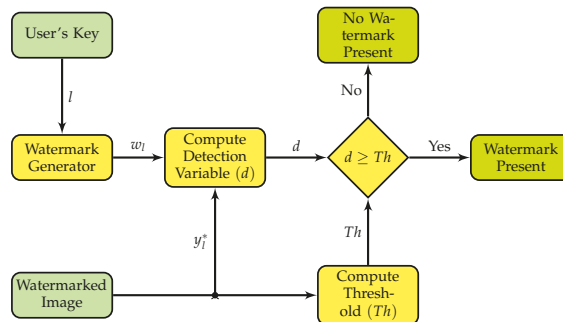 User's Key
No Wa-
termark
Present
l
No
Watermark
Generator
w_l
Compute
Detection
Variable (d)
d
d ≥ Th
Yes
Watermark
Present
y_l^*
Th
Watermarked
Image
Compute
Thresh-
old (Th)